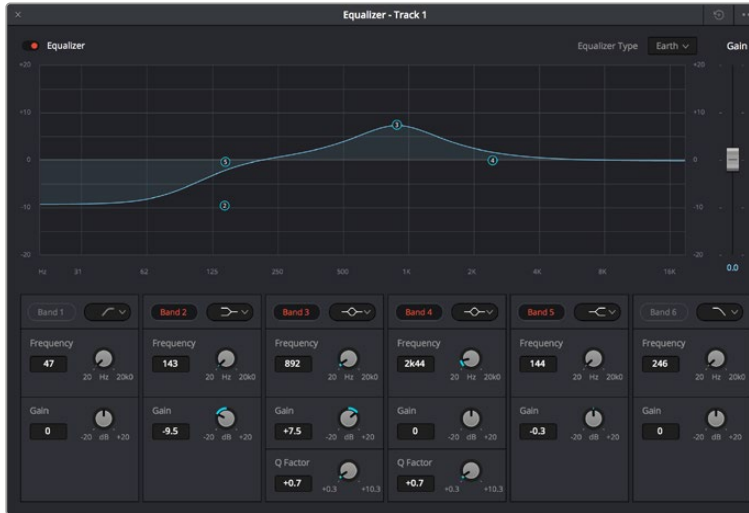 Equalizer - Track 1
Equalizer
Equalizer Type Earth
Gain
+20 +20
+10 +10
0 0
-10 -10
-20 -20
5 3 4
2
Hz 31 62 125 250 500 1K 2K 4K 8K 16K
0.0
Band 1 Band 2 Band 3 Band 4 Band 5 Band 6
Frequency Frequency Frequency Frequency Frequency Frequency
47 143 892 2k44 144 246
20 Hz 20k0 20 Hz 20k0 20 Hz 20k0 20 Hz 20k0 20 Hz 20k0 20 Hz 20k0
Gain Gain Gain Gain Gain Gain
0 -9.5 +7.5 0 -0.3 0
-20 dB +20 -20 dB +20 -20 dB +20 -20 dB +20 -20 dB +20 -20 dB +20
Q Factor Q Factor
+0.7 +0.7
+0.3 +10.3 +0.3 +10.3